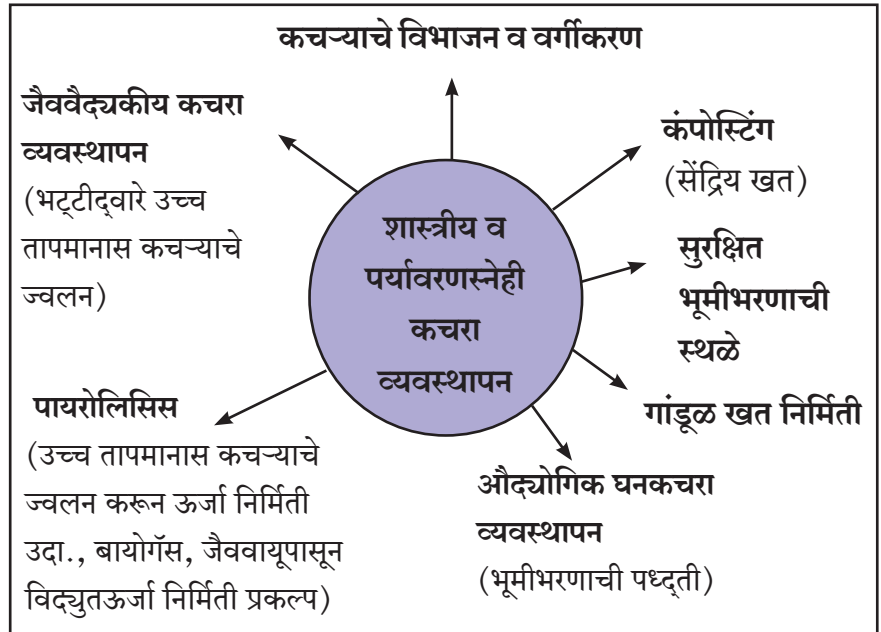 कचऱ्याचे विभाजन व वर्गीकरण
जैववैद्यकीय कचरा
व्यवस्थापन
(भट्टीद्‌वारे उच्च
तापमानास कचऱ्याचे
ज्वलन)
कंपोस्टिंग
(सेंद्रिय खत)
शास्त्रीय व
पर्यावरणस्नेही
कचरा
व्यवस्थापन
सुरक्षित
भूमीभरणाची
स्थळे
गांडूळ खत निर्मिती
पायरोलिसिस
(उच्च तापमानास कचऱ्याचे
ज्वलन करून ऊर्जा निर्मिती
उदा., बायोगॅस, जैववायूपासून
विद्युतऊर्जा निर्मिती प्रकल्प)
औद्योगिक घनकचरा
व्यवस्थापन
(भूमीभरणाची पध्द्ती)